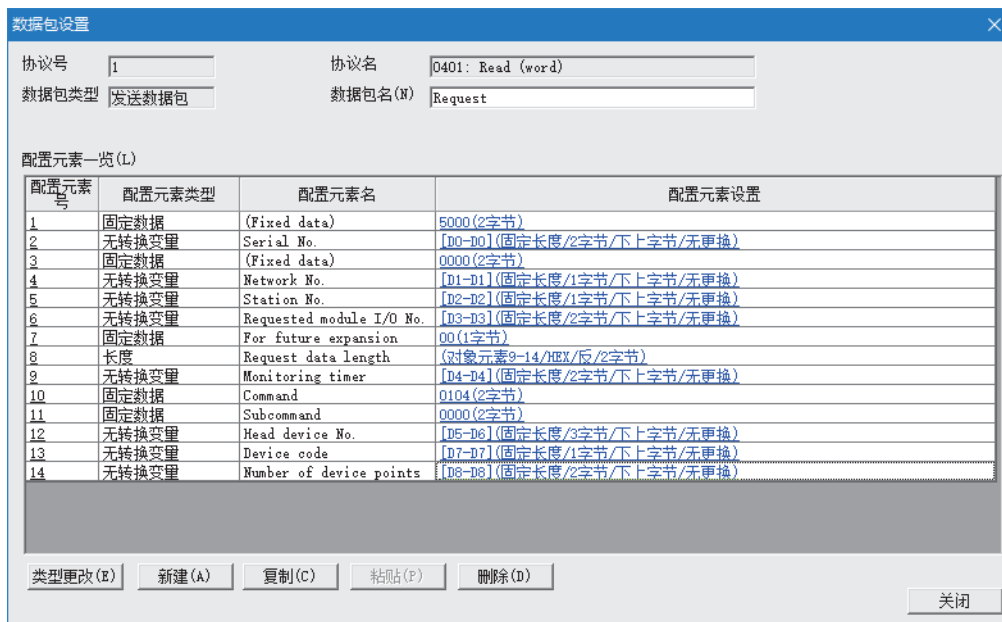 数据包设置
协议号 1 协议名 0401: Read (word)
数据包类型 发送数据包 数据包名(N) Request
配置元素一览(L)
配置元素号 配置元素类型 配置元素名 配置元素设置
1 固定数据 (Fixed data) 5000(2字节)
2 无转换变量 Serial No. [D0-D0](固定长度/2字节/下上字节/无更换)
3 固定数据 (Fixed data) 0000(2字节)
4 无转换变量 Network No. [D1-D1](固定长度/1字节/下上字节/无更换)
5 无转换变量 Station No. [D2-D2](固定长度/1字节/下上字节/无更换)
6 无转换变量 Requested module I/O No. [D3-D3](固定长度/2字节/下上字节/无更换)
7 固定数据 For future expansion 00(1字节)
8 长度 Request data length (对象元素9-14/HEX/反/2字节)
9 无转换变量 Monitoring timer [D4-D4](固定长度/2字节/下上字节/无更换)
10 固定数据 Command 0104(2字节)
11 固定数据 Subcommand 0000(2字节)
12 无转换变量 Head device No. [D5-D6](固定长度/3字节/下上字节/无更换)
13 无转换变量 Device code [D7-D7](固定长度/1字节/下上字节/无更换)
14 无转换变量 Number of device points [D8-D8](固定长度/2字节/下上字节/无更换)
类型更改(E) 新建(A) 复制(C) 粘贴(P) 删除(D)
关闭